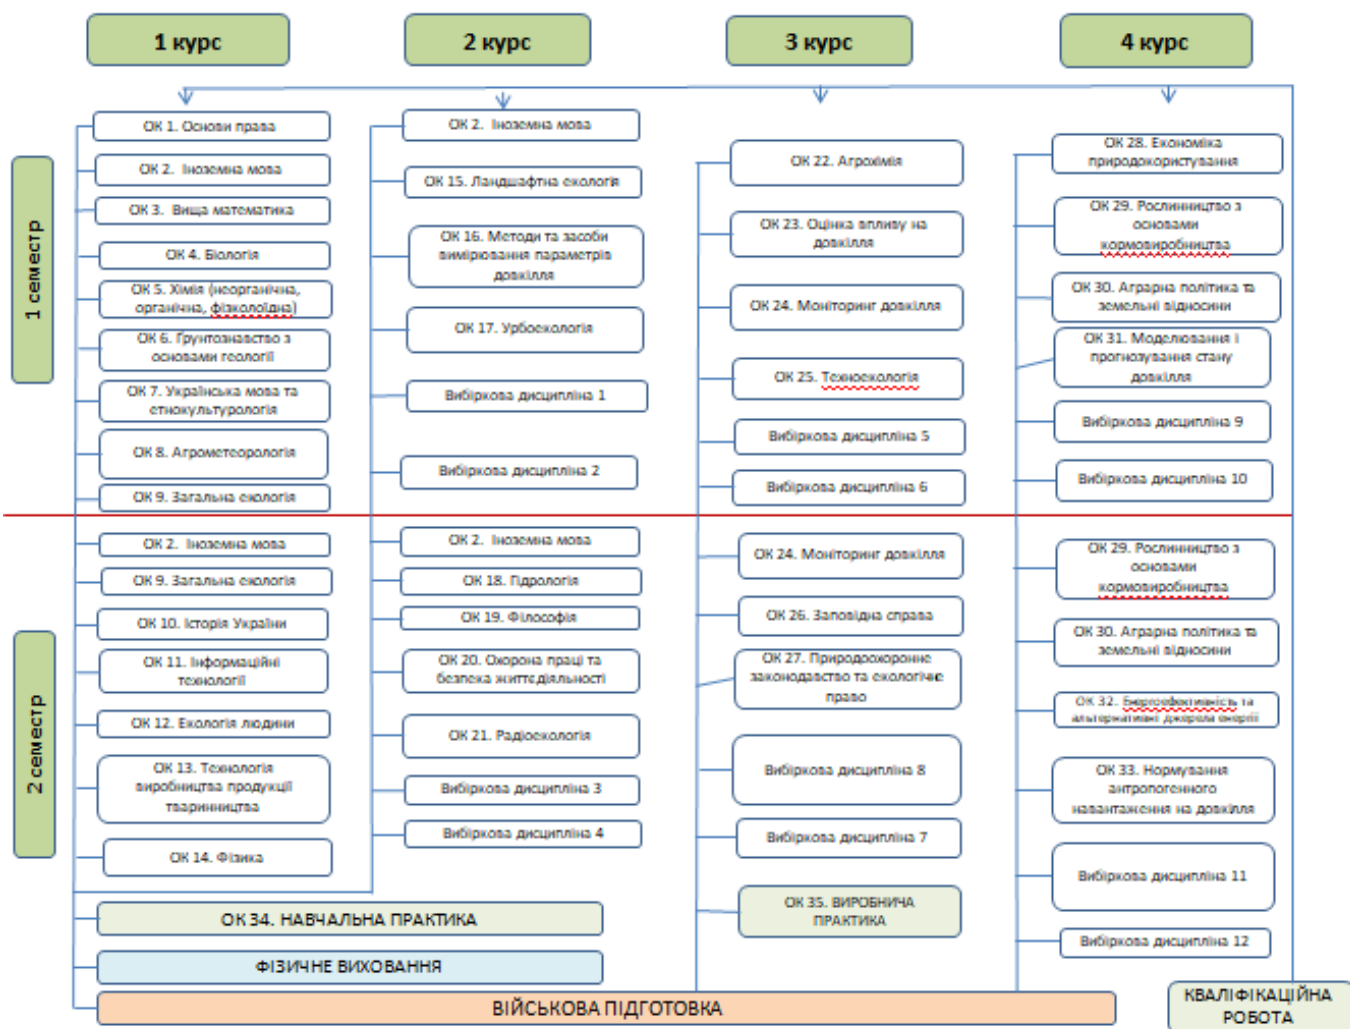 1 курс
2 курс
3 курс
4 курс
1 семестр
ОК 1. Основи права
ОК 2. Іноземна мова
ОК 3. Вища математика
ОК 4. Біологія
ОК 5. Хімія (неорганічна,
органічна, фізколоїдна)
ОК 6. Ґрунтознавство з
основами геології
ОК 7. Українська мова та
етнокультурологія
ОК 8. Агрометеорологія
ОК 9. Загальна екологія
ОК 2. Іноземна мова
ОК 15. Ландшафтна екологія
ОК 16. Методи та засоби
вимірювання параметрів
довкілля
ОК 17. Урбоекологія
Вибіркова дисципліна 1
Вибіркова дисципліна 2
ОК 22. Агрохімія
ОК 23. Оцінка впливу на
довкілля
ОК 24. Моніторинг довкілля
ОК 25. Техноекологія
Вибіркова дисципліна 5
Вибіркова дисципліна 6
ОК 28. Економіка
природокористування
ОК 29. Рослинництво з
основами
кормовиробництва
ОК 30. Аграрна політика та
земельні відносини
ОК 31. Моделювання і
прогнозування стану
довкілля
Вибіркова дисципліна 9
Вибіркова дисципліна 10
2 семестр
ОК 2. Іноземна мова
ОК 9. Загальна екологія
ОК 10. Історія України
ОК 11. Інформаційні
технології
ОК 12. Екологія людини
ОК 13. Технологія
виробництва продукції
тваринництва
ОК 14. Фізика
ОК 2. Іноземна мова
ОК 18. Гідрологія
ОК 19. Філософія
ОК 20. Охорона праці та
безпека життєдіяльності
ОК 21. Радіоекологія
Вибіркова дисципліна 3
Вибіркова дисципліна 4
ОК 24. Моніторинг довкілля
ОК 26. Заповідна справа
ОК 27. Природоохоронне
законодавство та екологічне
право
Вибіркова дисципліна 8
Вибіркова дисципліна 7
ОК 35. ВИРОБНИЧА
ПРАКТИКА
ОК 29. Рослинництво з
основами
кормовиробництва
ОК 30. Аграрна політика та
земельні відносини
ОК 32. Енергоефективність та
альтернативні джерела енергії
ОК 33. Нормування
антропогенного
навантаження на довкілля
Вибіркова дисципліна 11
Вибіркова дисципліна 12
ОК 34. НАВЧАЛЬНА ПРАКТИКА
ФІЗИЧНЕ ВИХОВАННЯ
ВІЙСЬКОВА ПІДГОТОВКА
КВАЛІФІКАЦІЙНА
РОБОТА